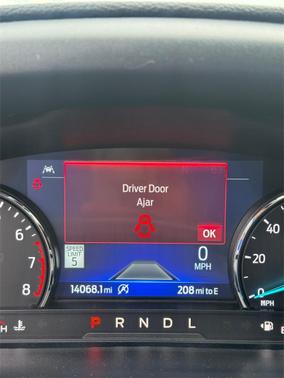 Driver Door
Ajar
OK
SPEED
LIMIT
5
0
MPH
14068.1 mi
208 mi to E
P R N D L
H
E
6
7
8
0
20
40
MPH